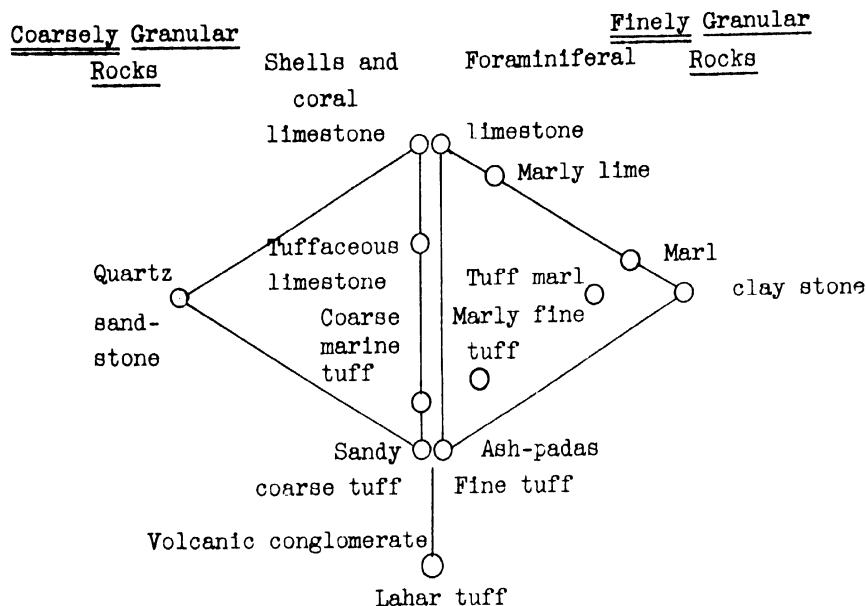 Coarsely Granular
Rocks
Shells and
coral
limestone
Foraminiferal
limestone
Finely Granular
Rocks
Marly lime
Marl
clay stone
Tuffaceous
limestone
Quartz
sand-
stone
Coarse
marine
tuff
Tuff marl
Marly fine
tuff
Sandy
coarse tuff
Ash-padas
Fine tuff
Volcanic conglomerate
Lahar tuff